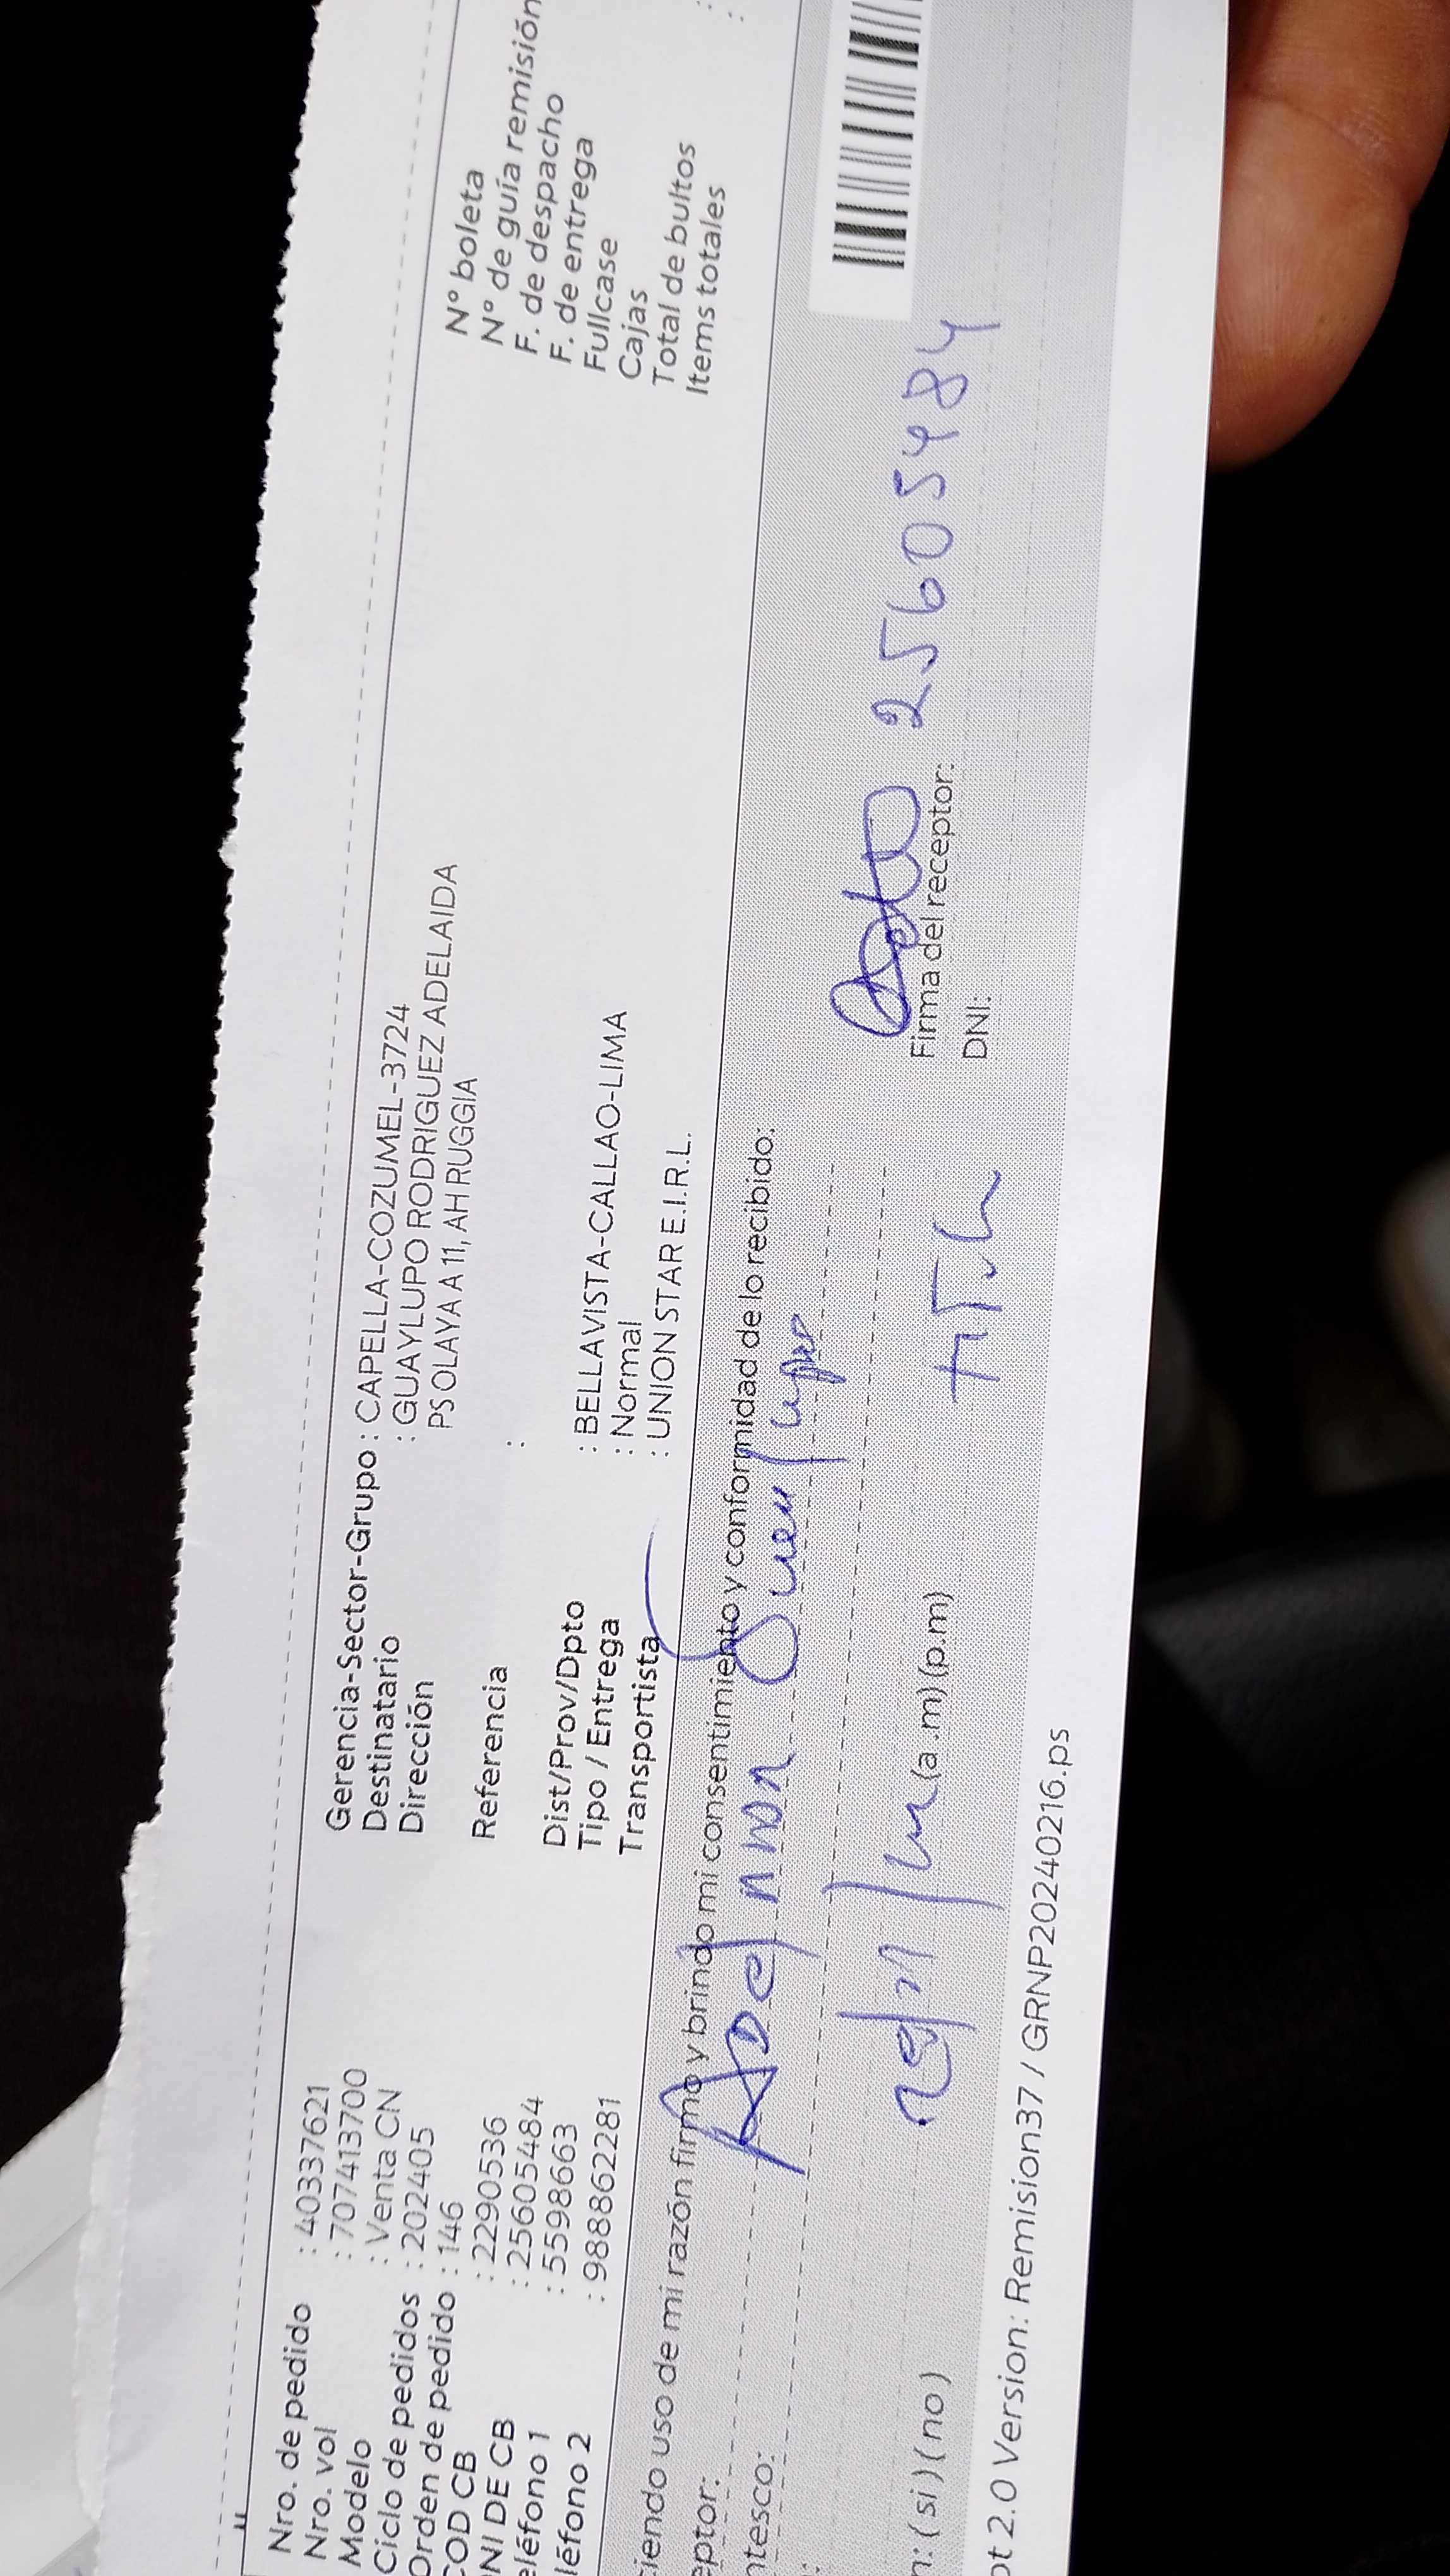 Nro. de pedido : 40337621
Nro. vol : 707413700
Modelo : Venta CN
Ciclo de pedidos : 202405
Orden de pedido : 146
COD CB : 2290536
NI DE CB : 25605484
eléfono 1 : 5598663
léfono 2 : 988862281
Gerencia-Sector-Grupo : CAPELLA-COZUMEL-3724
Destinatario : GUAYLUPO RODRIGUEZ ADELAIDA
Dirección PS OLAYA A 11, AH RUGGIA
Referencia :
Dist/Prov/Dpto : BELLAVISTA-CALLAO-LIMA
Tipo / Entrega : Normal
Transportista : UNION STAR E.I.R.L.
N° boleta
N° de guía remisión
F. de despacho
F. de entrega
Fullcase
Cajas
Total de bultos :
Items totales :
iendo uso de mi razón firmo y brindo mi consentimiento y conformidad de lo recibido:
eptor:
ntesco:
:
25605484
Firma del receptor:
DNI:
n: ( si ) ( no )
(a .m) (p.m)
TiTuh
pt 2.0 Version: Remision37 / GRNP20240216.ps